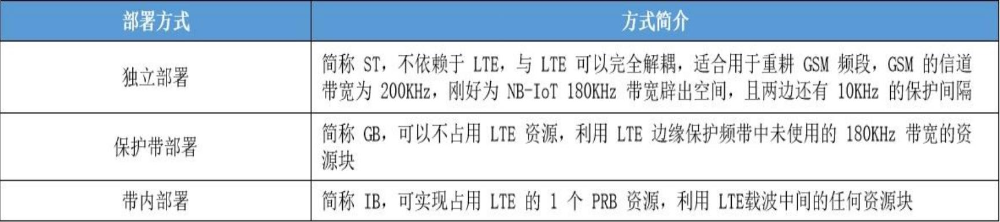 部署方式
方式简介
独立部署
简称 ST，不依赖于 LTE，与 LTE 可以完全解耦，适合用于重耕 GSM 频段，GSM 的信道
带宽为 200KHz，刚好为 NB-IoT 180KHz 带宽辟出空间，且两边还有 10KHz 的保护间隔
保护带部署
简称 GB，可以不占用 LTE 资源，利用 LTE 边缘保护频带中未使用的 180KHz 带宽的资
源块
带内部署
简称 IB，可实现占用 LTE 的 1 个 PRB 资源，利用 LTE载波中间的任何资源块